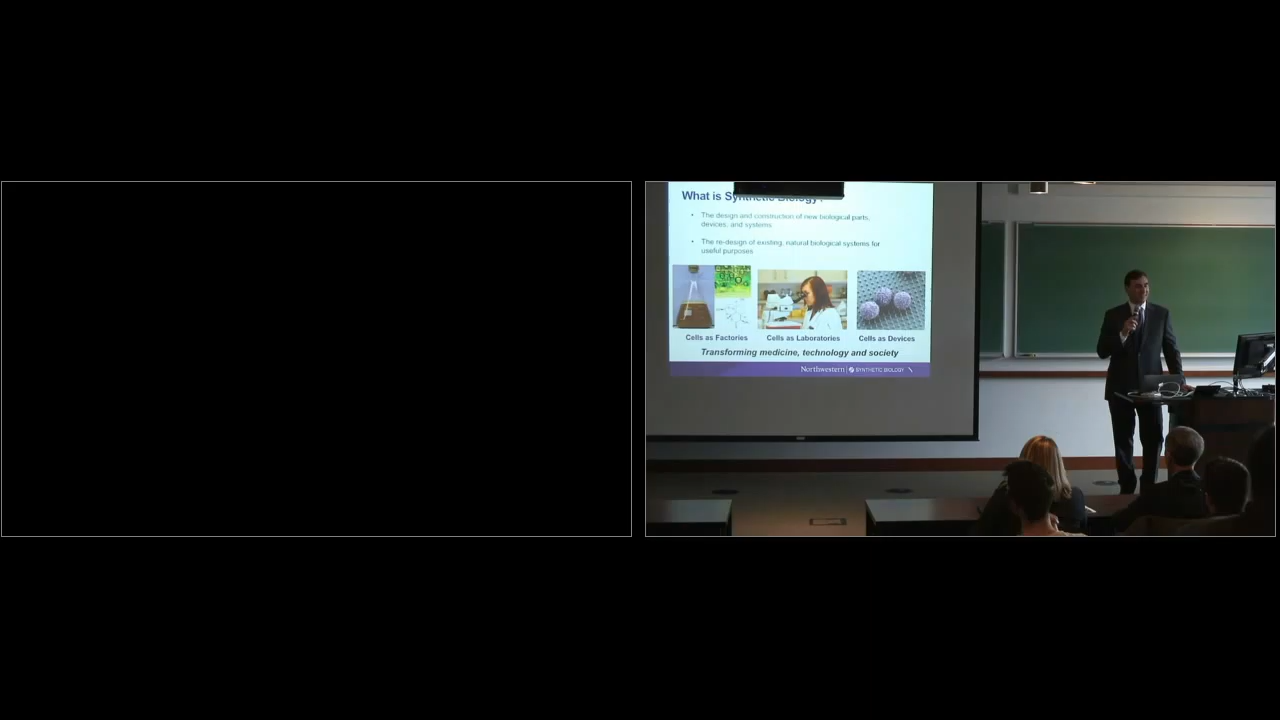 What is Synthetic Biology?
• The design and construction of new biological parts,
devices, and systems
• The re-design of existing, natural biological systems for
useful purposes
Cells as Factories
Cells as Laboratories
Cells as Devices
Transforming medicine, technology and society
Northwestern | SYNTHETIC BIOLOGY